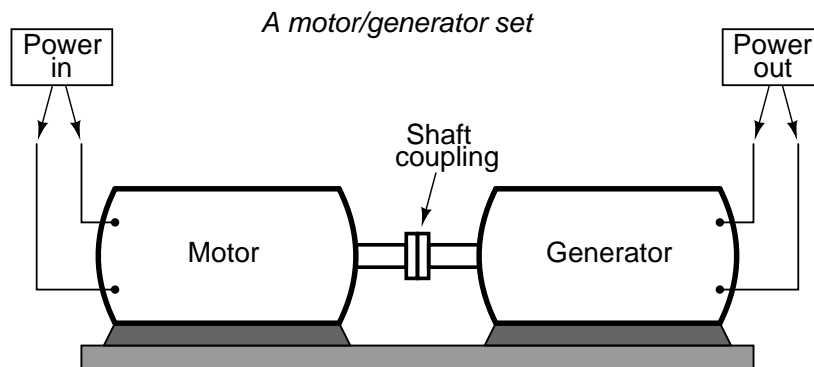 A motor/generator set
Power
in
Power
out
Shaft
coupling
Motor
Generator